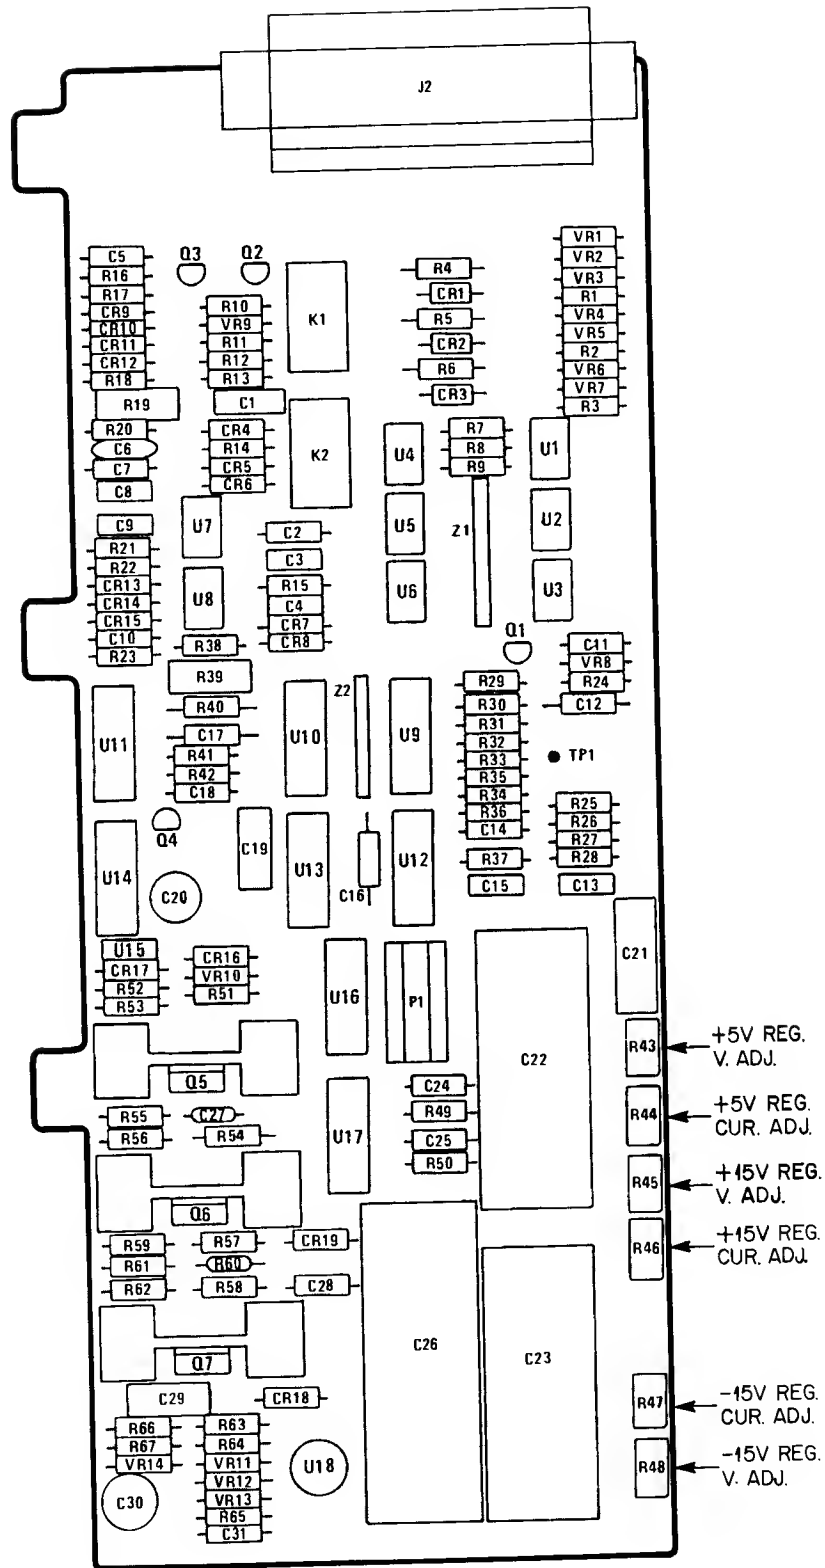 J2
C5
R16
R17
CR9
CR10
CR11
CR12
R18
R19
R20
C6
C7
C8
C9
R21
R22
CR13
CR14
CR15
C10
R23
Q3
Q2
R10
VR9
R11
R12
R13
C1
CR4
R14
CR5
CR6
K1
K2
R4
CR1
R5
CR2
R6
CR3
VR1
VR2
VR3
R1
VR4
VR5
R2
VR6
VR7
R3
U4
U5
U6
R7
R8
R9
Z1
U1
U2
U3
U7
U8
C2
C3
R15
C4
CR7
CR8
R38
R39
R40
C17
R41
R42
C18
Q1
C11
VR8
R24
C12
U11
U10
Z2
U9
R29
R30
R31
R32
R33
R35
R34
R36
C14
R37
C15
TP1
R25
R26
R27
R28
C13
Q4
U14
C20
C19
U13
C16
U12
U15
CR17
R52
R53
CR16
VR10
R51
U16
P1
C22
C21
Q5
R55
R56
C27
R54
U17
C24
R49
C25
R50
R43
+5V REG.
V. ADJ.
R44
+5V REG.
CUR. ADJ.
R45
+15V REG.
V. ADJ.
R46
+15V REG.
CUR. ADJ.
Q6
R59
R61
R62
R57
R60
R58
CR19
C28
C26
C23
Q7
C29
CR18
R66
R67
VR14
C30
R63
R64
VR11
VR12
VR13
R65
C31
U18
R47
-15V REG.
CUR. ADJ.
R48
-15V REG.
V. ADJ.